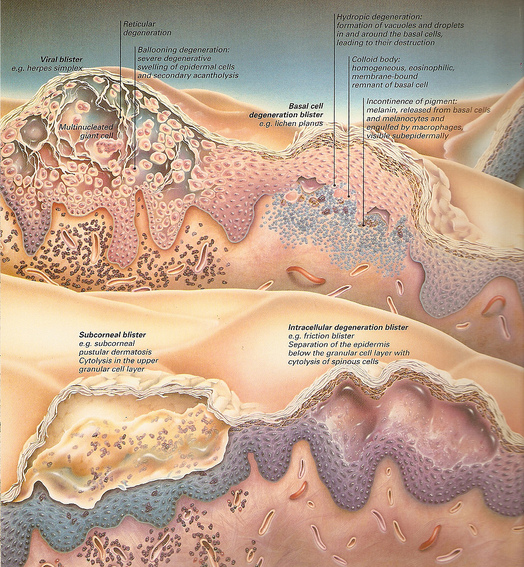 Reticular
degeneration
Viral blister
e.g. herpes simplex
Ballooning degeneration:
severe degenerative
swelling of epidermal cells
and secondary acantholysis
Multinucleated
giant cell
Hydropic degeneration:
formation of vacuoles and droplets
in and around the basal cells,
leading to their destruction
Colloid body:
homogeneous, eosinophilic,
membrane-bound
remnant of basal cell
Basal cell
degeneration blister
e.g. lichen planus
Incontinence of pigment:
melanin, released from basal cells
and melanocytes and
engulfed by macrophages,
visible subepidermally
Subcorneal blister
e.g. subcorneal
pustular dermatosis
Cytolysis in the upper
granular cell layer
Intracellular degeneration blister
e.g. friction blister
Separation of the epidermis
below the granular cell layer with
cytolysis of spinous cells